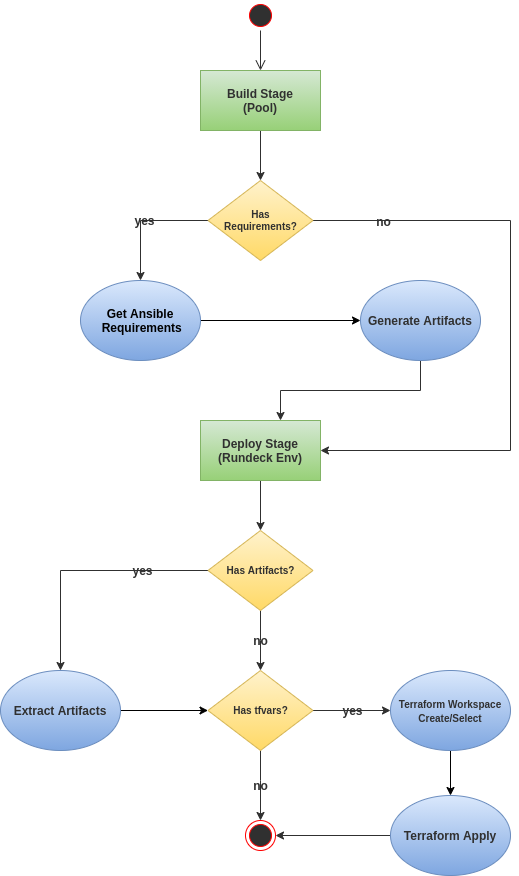 Build Stage
(Pool)
Has
Requirements?
yes
no
Get Ansible
Requirements
Generate Artifacts
Deploy Stage
(Rundeck Env)
Has Artifacts?
yes
no
Extract Artifacts
Has tfvars?
yes
Terraform Workspace
Create/Select
no
Terraform Apply